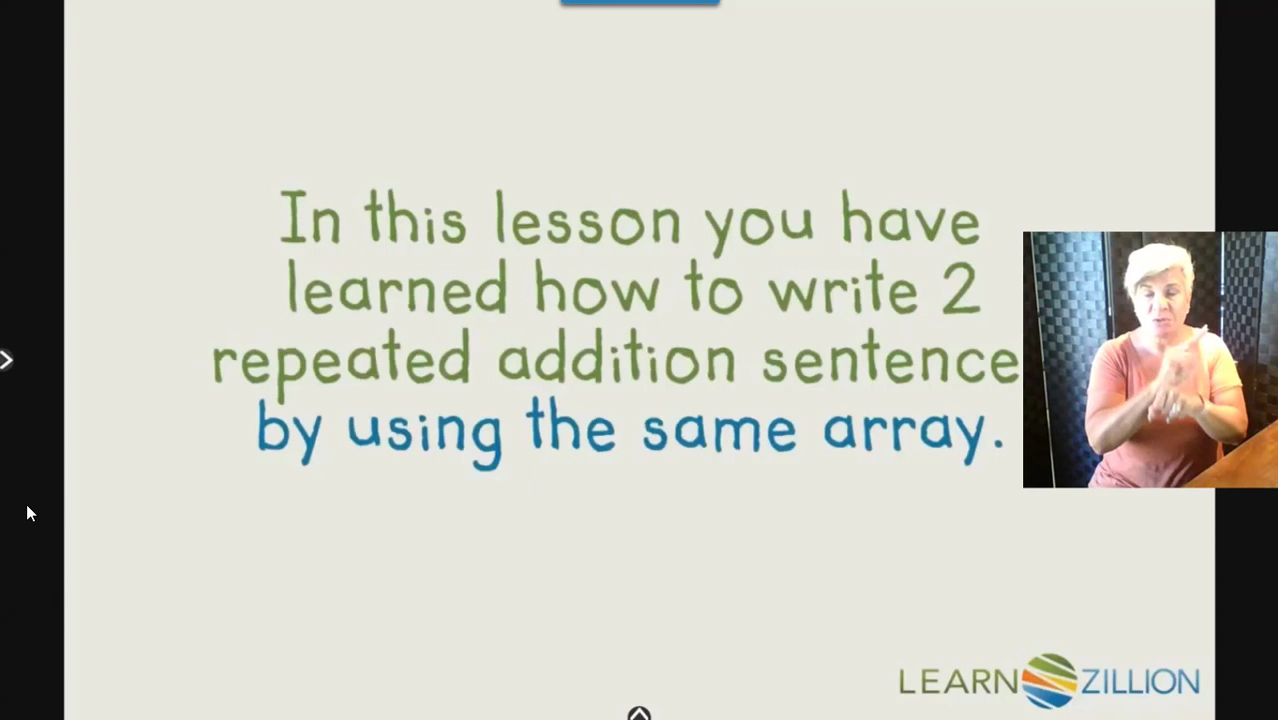 In this lesson you have
learned how to write 2
repeated addition sentence
by using the same array.
LEARN ZILLION